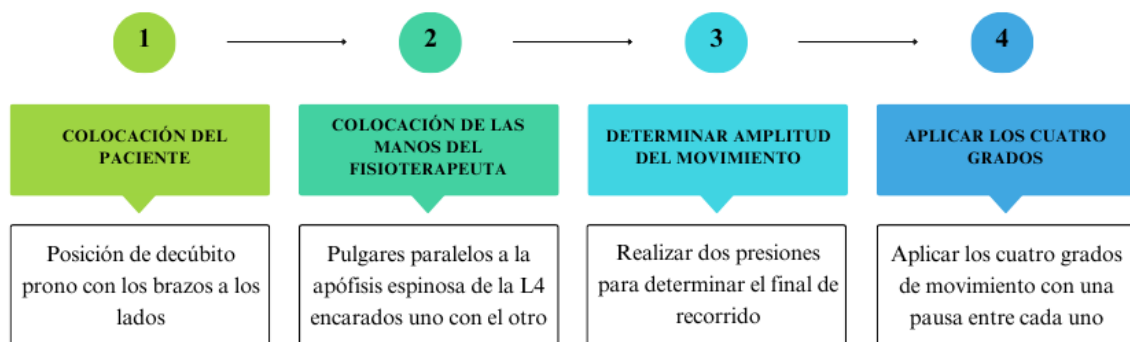 1
2
3
4
COLOCACIÓN DEL
PACIENTE
COLOCACIÓN DE LAS
MANOS DEL
FISIOTERAPEUTA
DETERMINAR AMPLITUD
DEL MOVIMIENTO
APLICAR LOS CUATRO
GRADOS
Posición de decúbito
prono con los brazos a los
lados
Pulgares paralelos a la
apófisis espinosa de la L4
encarados uno con el otro
Realizar dos presiones
para determinar el final de
recorrido
Aplicar los cuatro grados
de movimiento con una
pausa entre cada uno